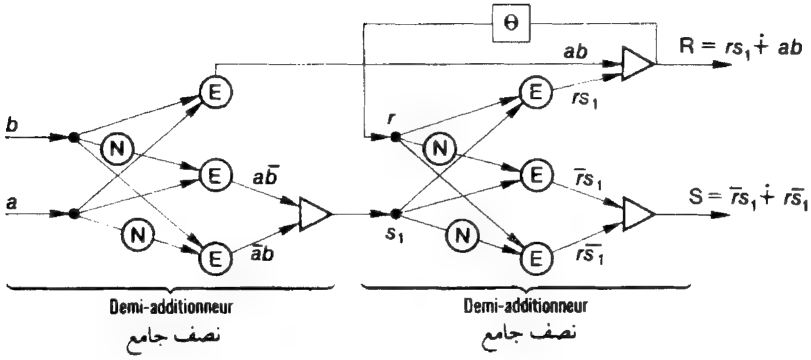 Θ
ab
R = rs₁ ∔ ab
E
rs₁
b
r
N
N
E
ab̅
E
r̅s₁
S = r̅s₁ ∔ rs̅₁
a
s₁
N
N
E
a̅b
E
rs̅₁
Demi-additionneur
Demi-additionneur
نصف جامع
نصف جامع